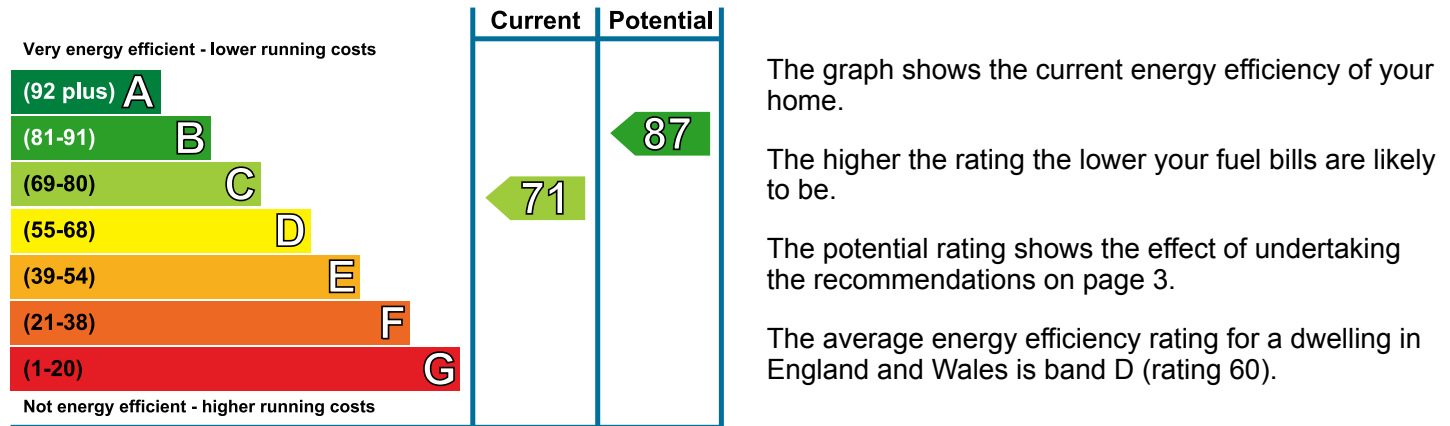 Current Potential
Very energy efficient - lower running costs
(92 plus) A
(81-91) B
87
(69-80) C
71
(55-68) D
(39-54) E
(21-38) F
(1-20) G
Not energy efficient - higher running costs
The graph shows the current energy efficiency of your
home.
The higher the rating the lower your fuel bills are likely
to be.
The potential rating shows the effect of undertaking
the recommendations on page 3.
The average energy efficiency rating for a dwelling in
England and Wales is band D (rating 60).